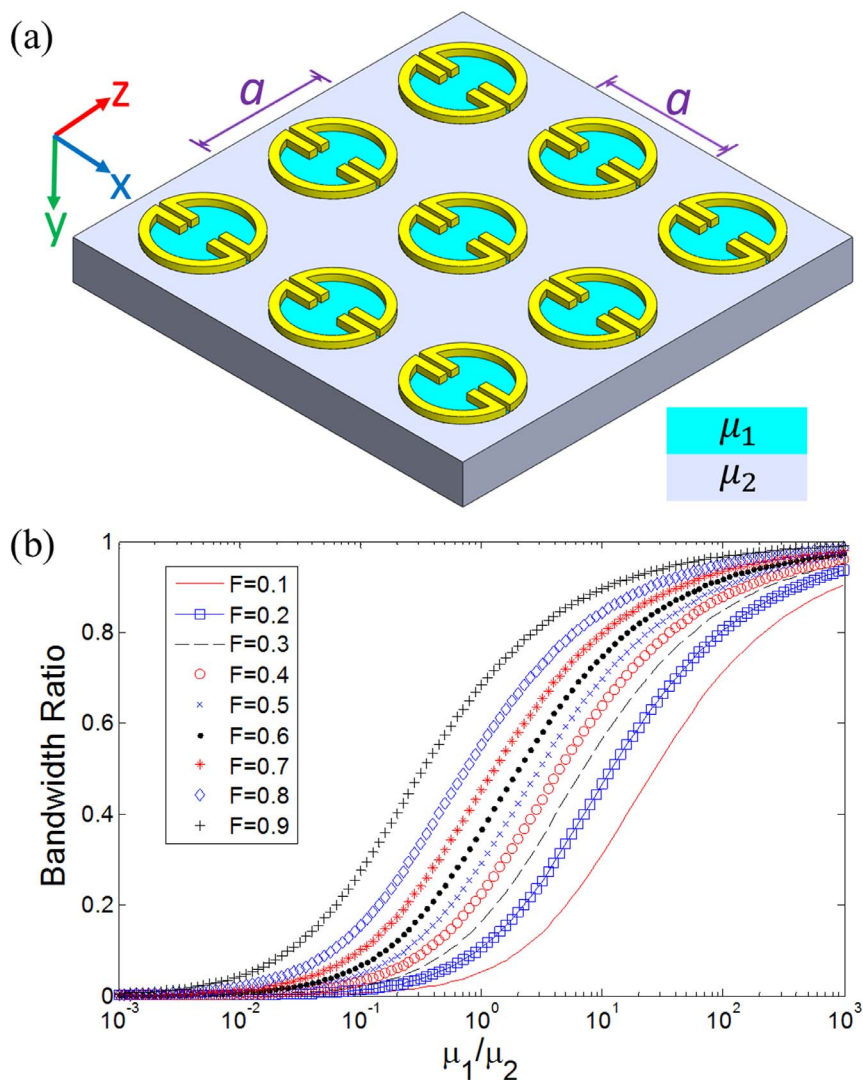 (a)
a
a
z
x
y
μ₁
μ₂
(b)
Bandwidth Ratio
1
0.8
0.6
0.4
0.2
0
F=0.1
F=0.2
F=0.3
F=0.4
F=0.5
F=0.6
F=0.7
F=0.8
F=0.9
10⁻³ 10⁻² 10⁻¹ 10⁰ 10¹ 10² 10³
μ₁/μ₂